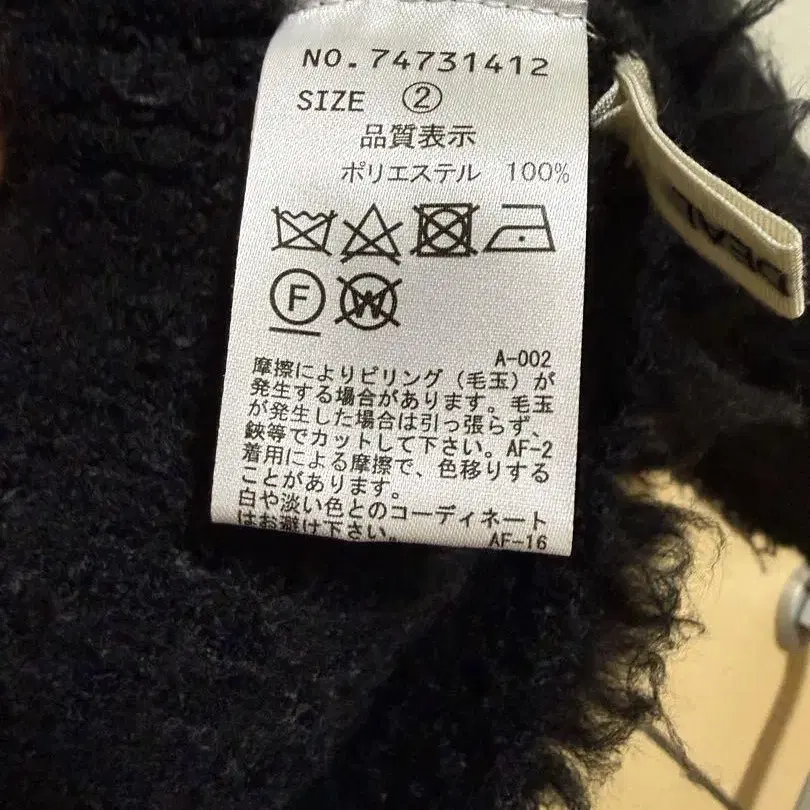 NO.74731412
SIZE ②
品質表示
ポリエステル 100%
F
W
A-002
摩擦によりピリング（毛玉）が
発生する場合があります。毛玉
が発生した場合は引っ張らず、
鋏等でカットして下さい。AF-2
着用による摩擦で、色移りする
ことがあります。
白や淡い色とのコーディネート
はお避け下さい。
AF-16
DEAL